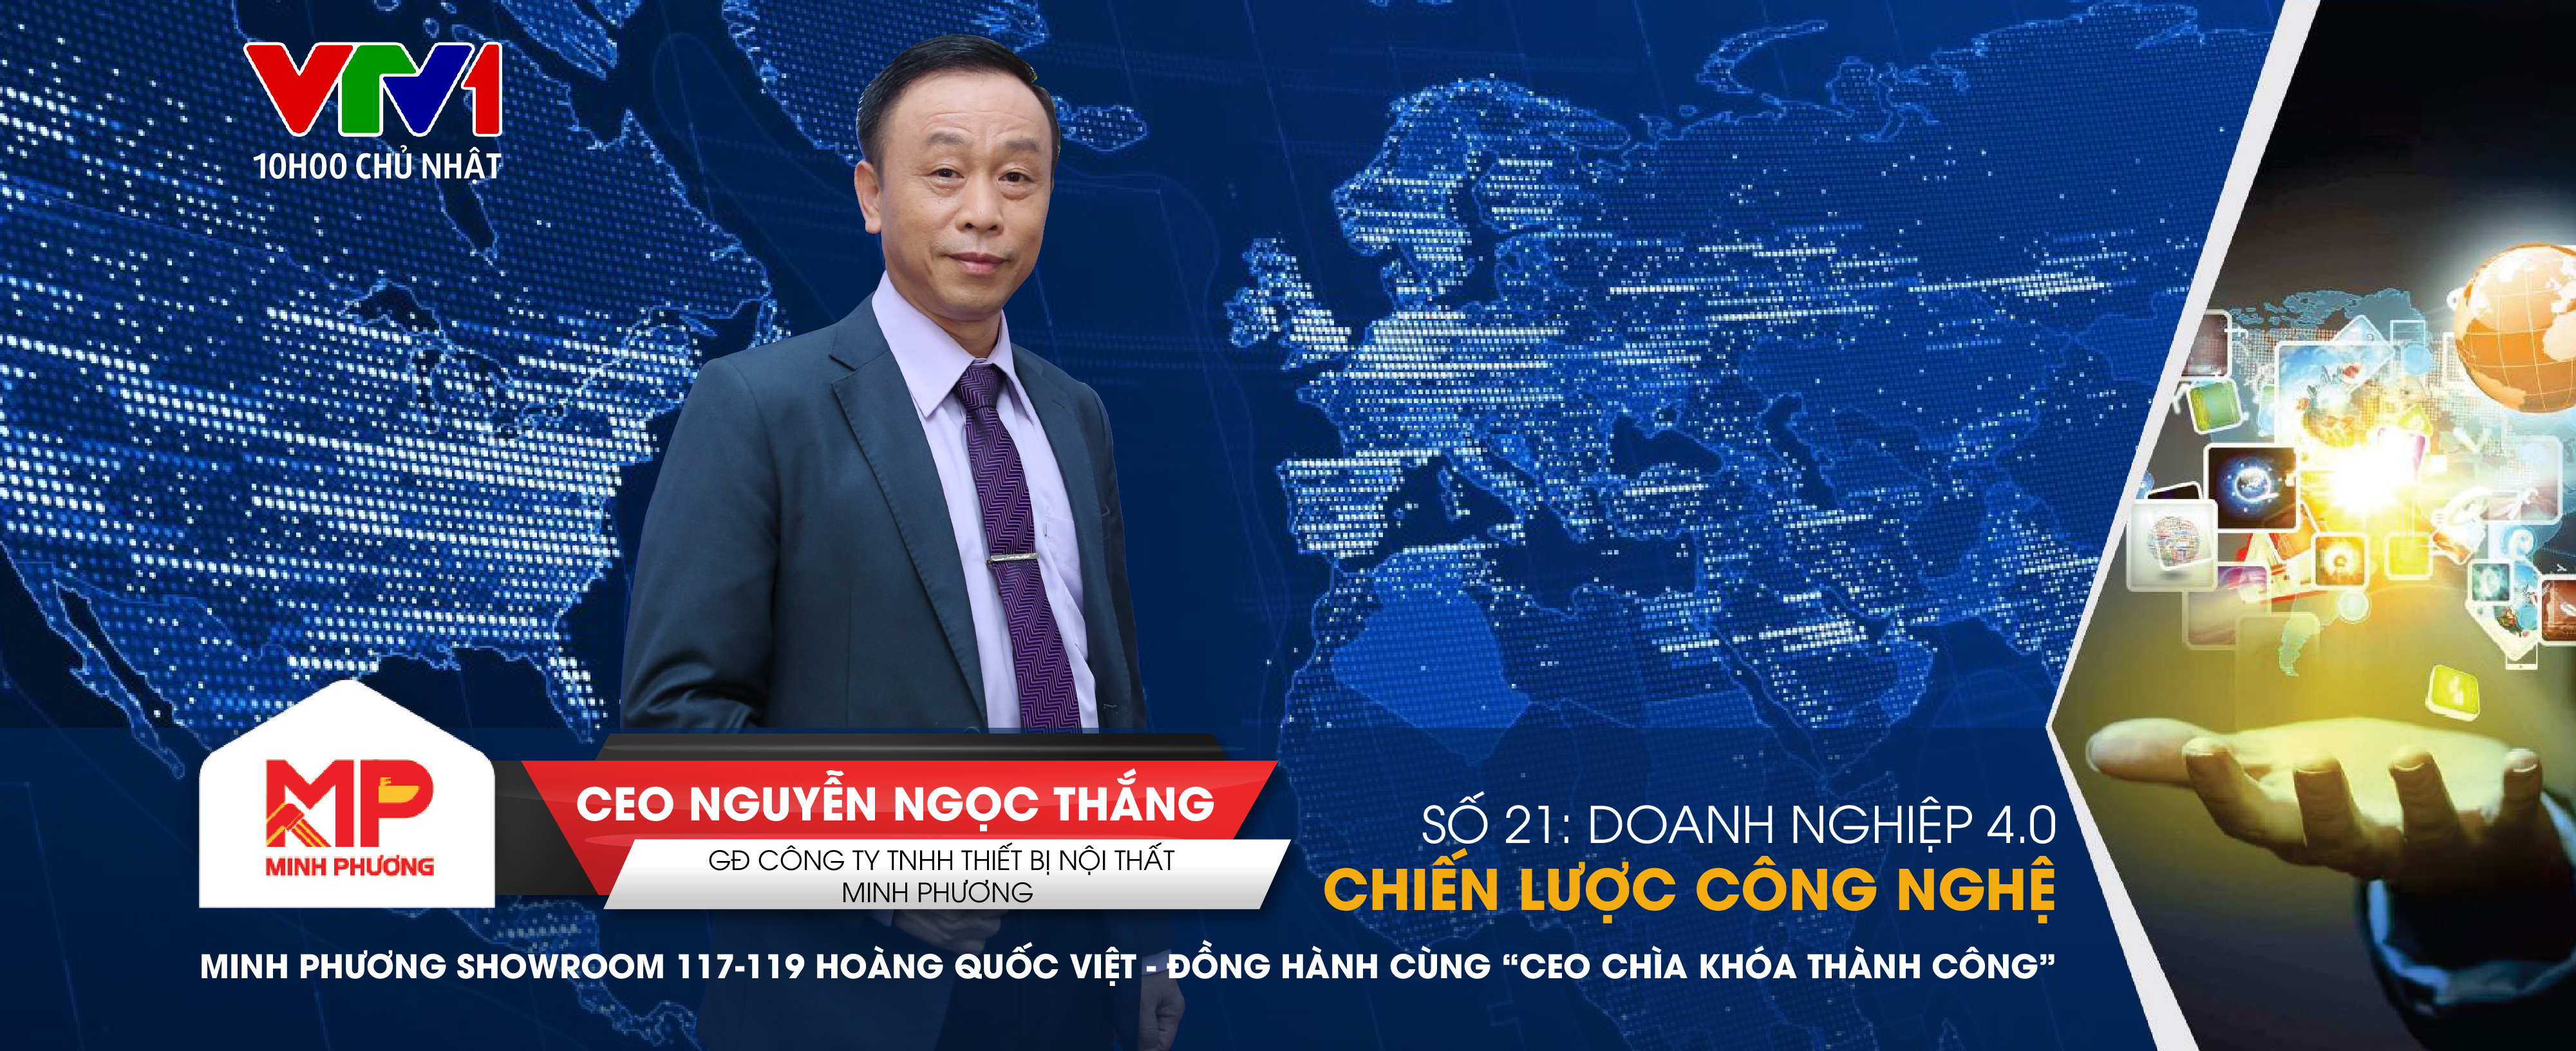 VTV1
10H00 CHỦ NHẬT
MP
MINH PHƯƠNG
CEO NGUYỄN NGỌC THẮNG
GĐ CÔNG TY TNHH THIẾT BỊ NỘI THẤT
MINH PHƯƠNG
SỐ 21: DOANH NGHIỆP 4.0
CHIẾN LƯỢC CÔNG NGHỆ
MINH PHƯƠNG SHOWROOM 117-119 HOÀNG QUỐC VIỆT - ĐỒNG HÀNH CÙNG “CEO CHÌA KHÓA THÀNH CÔNG”